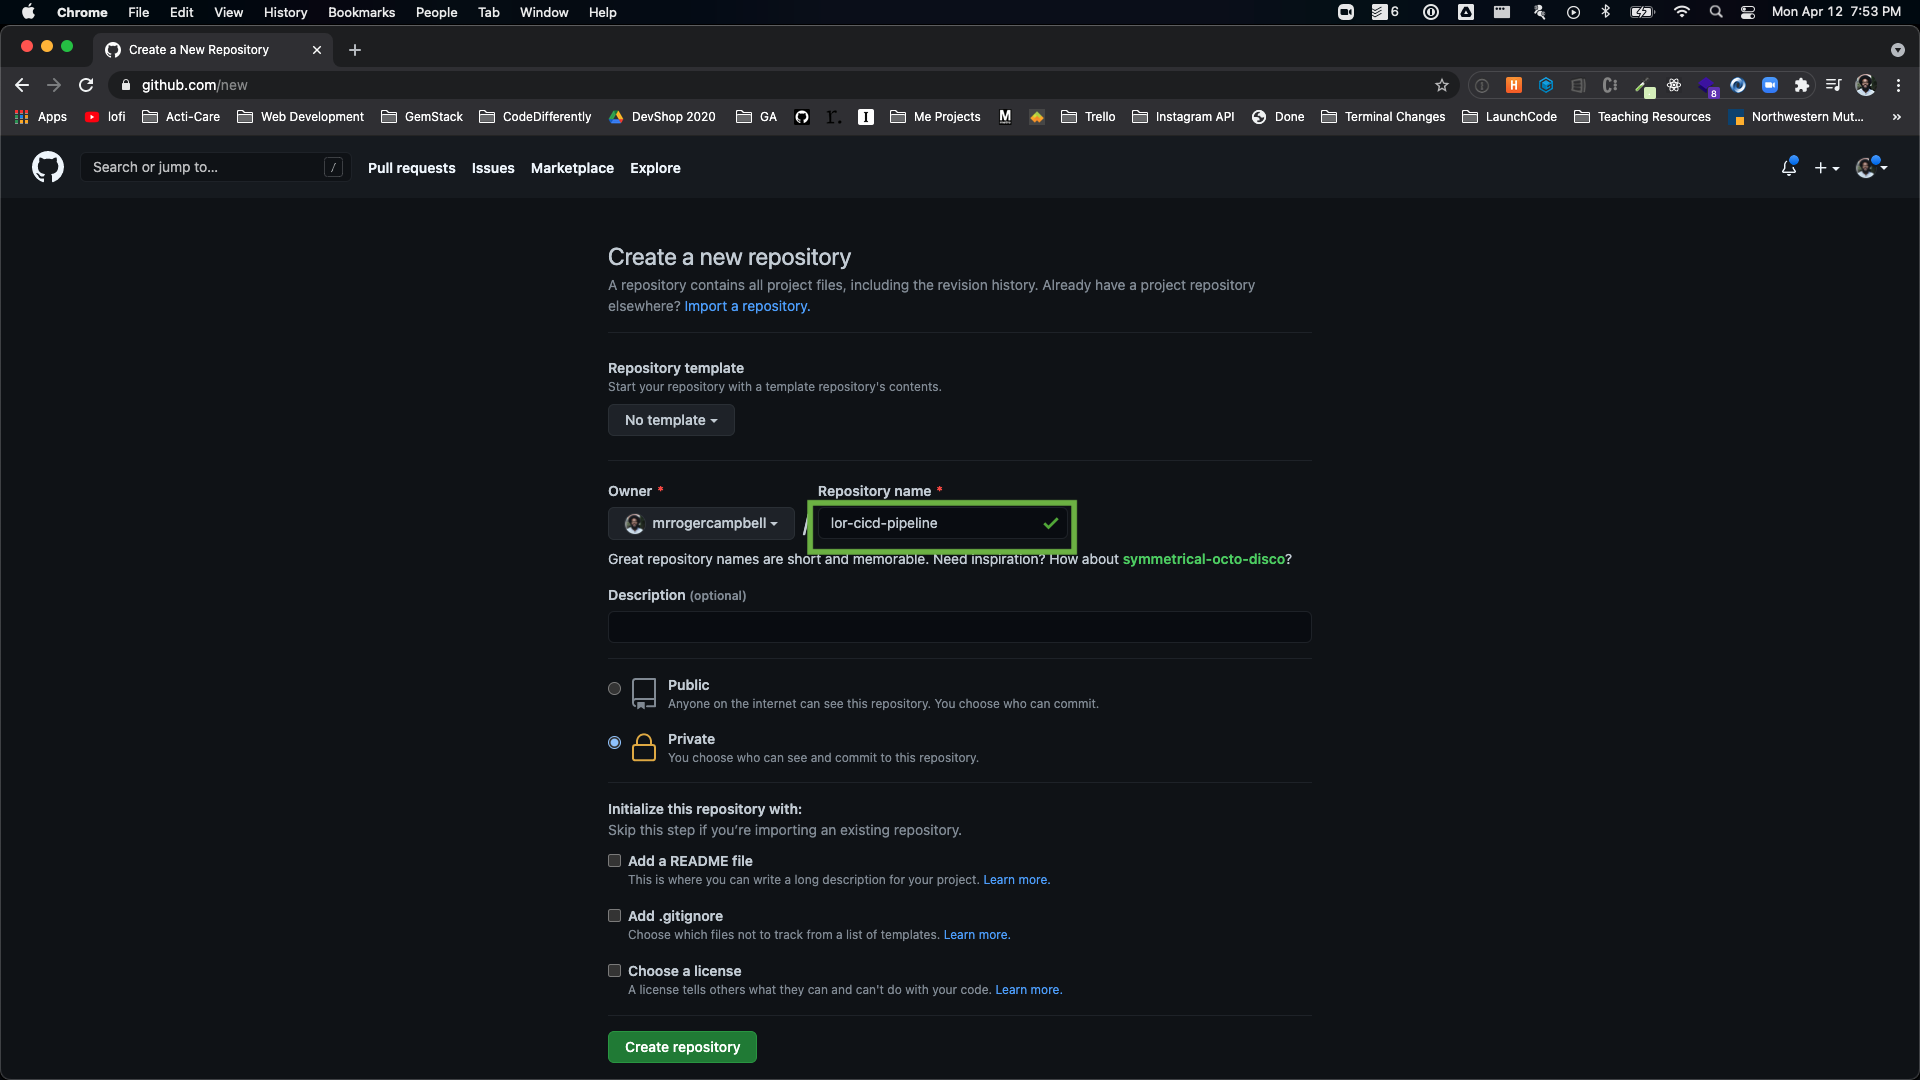 Chrome File Edit View History Bookmarks People Tab Window Help 6 Mon Apr 12 7:53 PM
Create a New Repository
github.com/new
8
Apps lofi Acti-Care Web Development GemStack CodeDifferently DevShop 2020 GA r. I Me Projects M Trello Instagram API Done Terminal Changes LaunchCode Teaching Resources Northwestern Mut... »
Search or jump to... / Pull requests Issues Marketplace Explore
Create a new repository
A repository contains all project files, including the revision history. Already have a project repository
elsewhere? Import a repository.
Repository template
Start your repository with a template repository's contents.
No template
Owner * Repository name *
mrrogercampbell / lor-cicd-pipeline
Great repository names are short and memorable. Need inspiration? How about symmetrical-octo-disco?
Description (optional)
Public
Anyone on the internet can see this repository. You choose who can commit.
Private
You choose who can see and commit to this repository.
Initialize this repository with:
Skip this step if you’re importing an existing repository.
Add a README file
This is where you can write a long description for your project. Learn more.
Add .gitignore
Choose which files not to track from a list of templates. Learn more.
Choose a license
A license tells others what they can and can't do with your code. Learn more.
Create repository